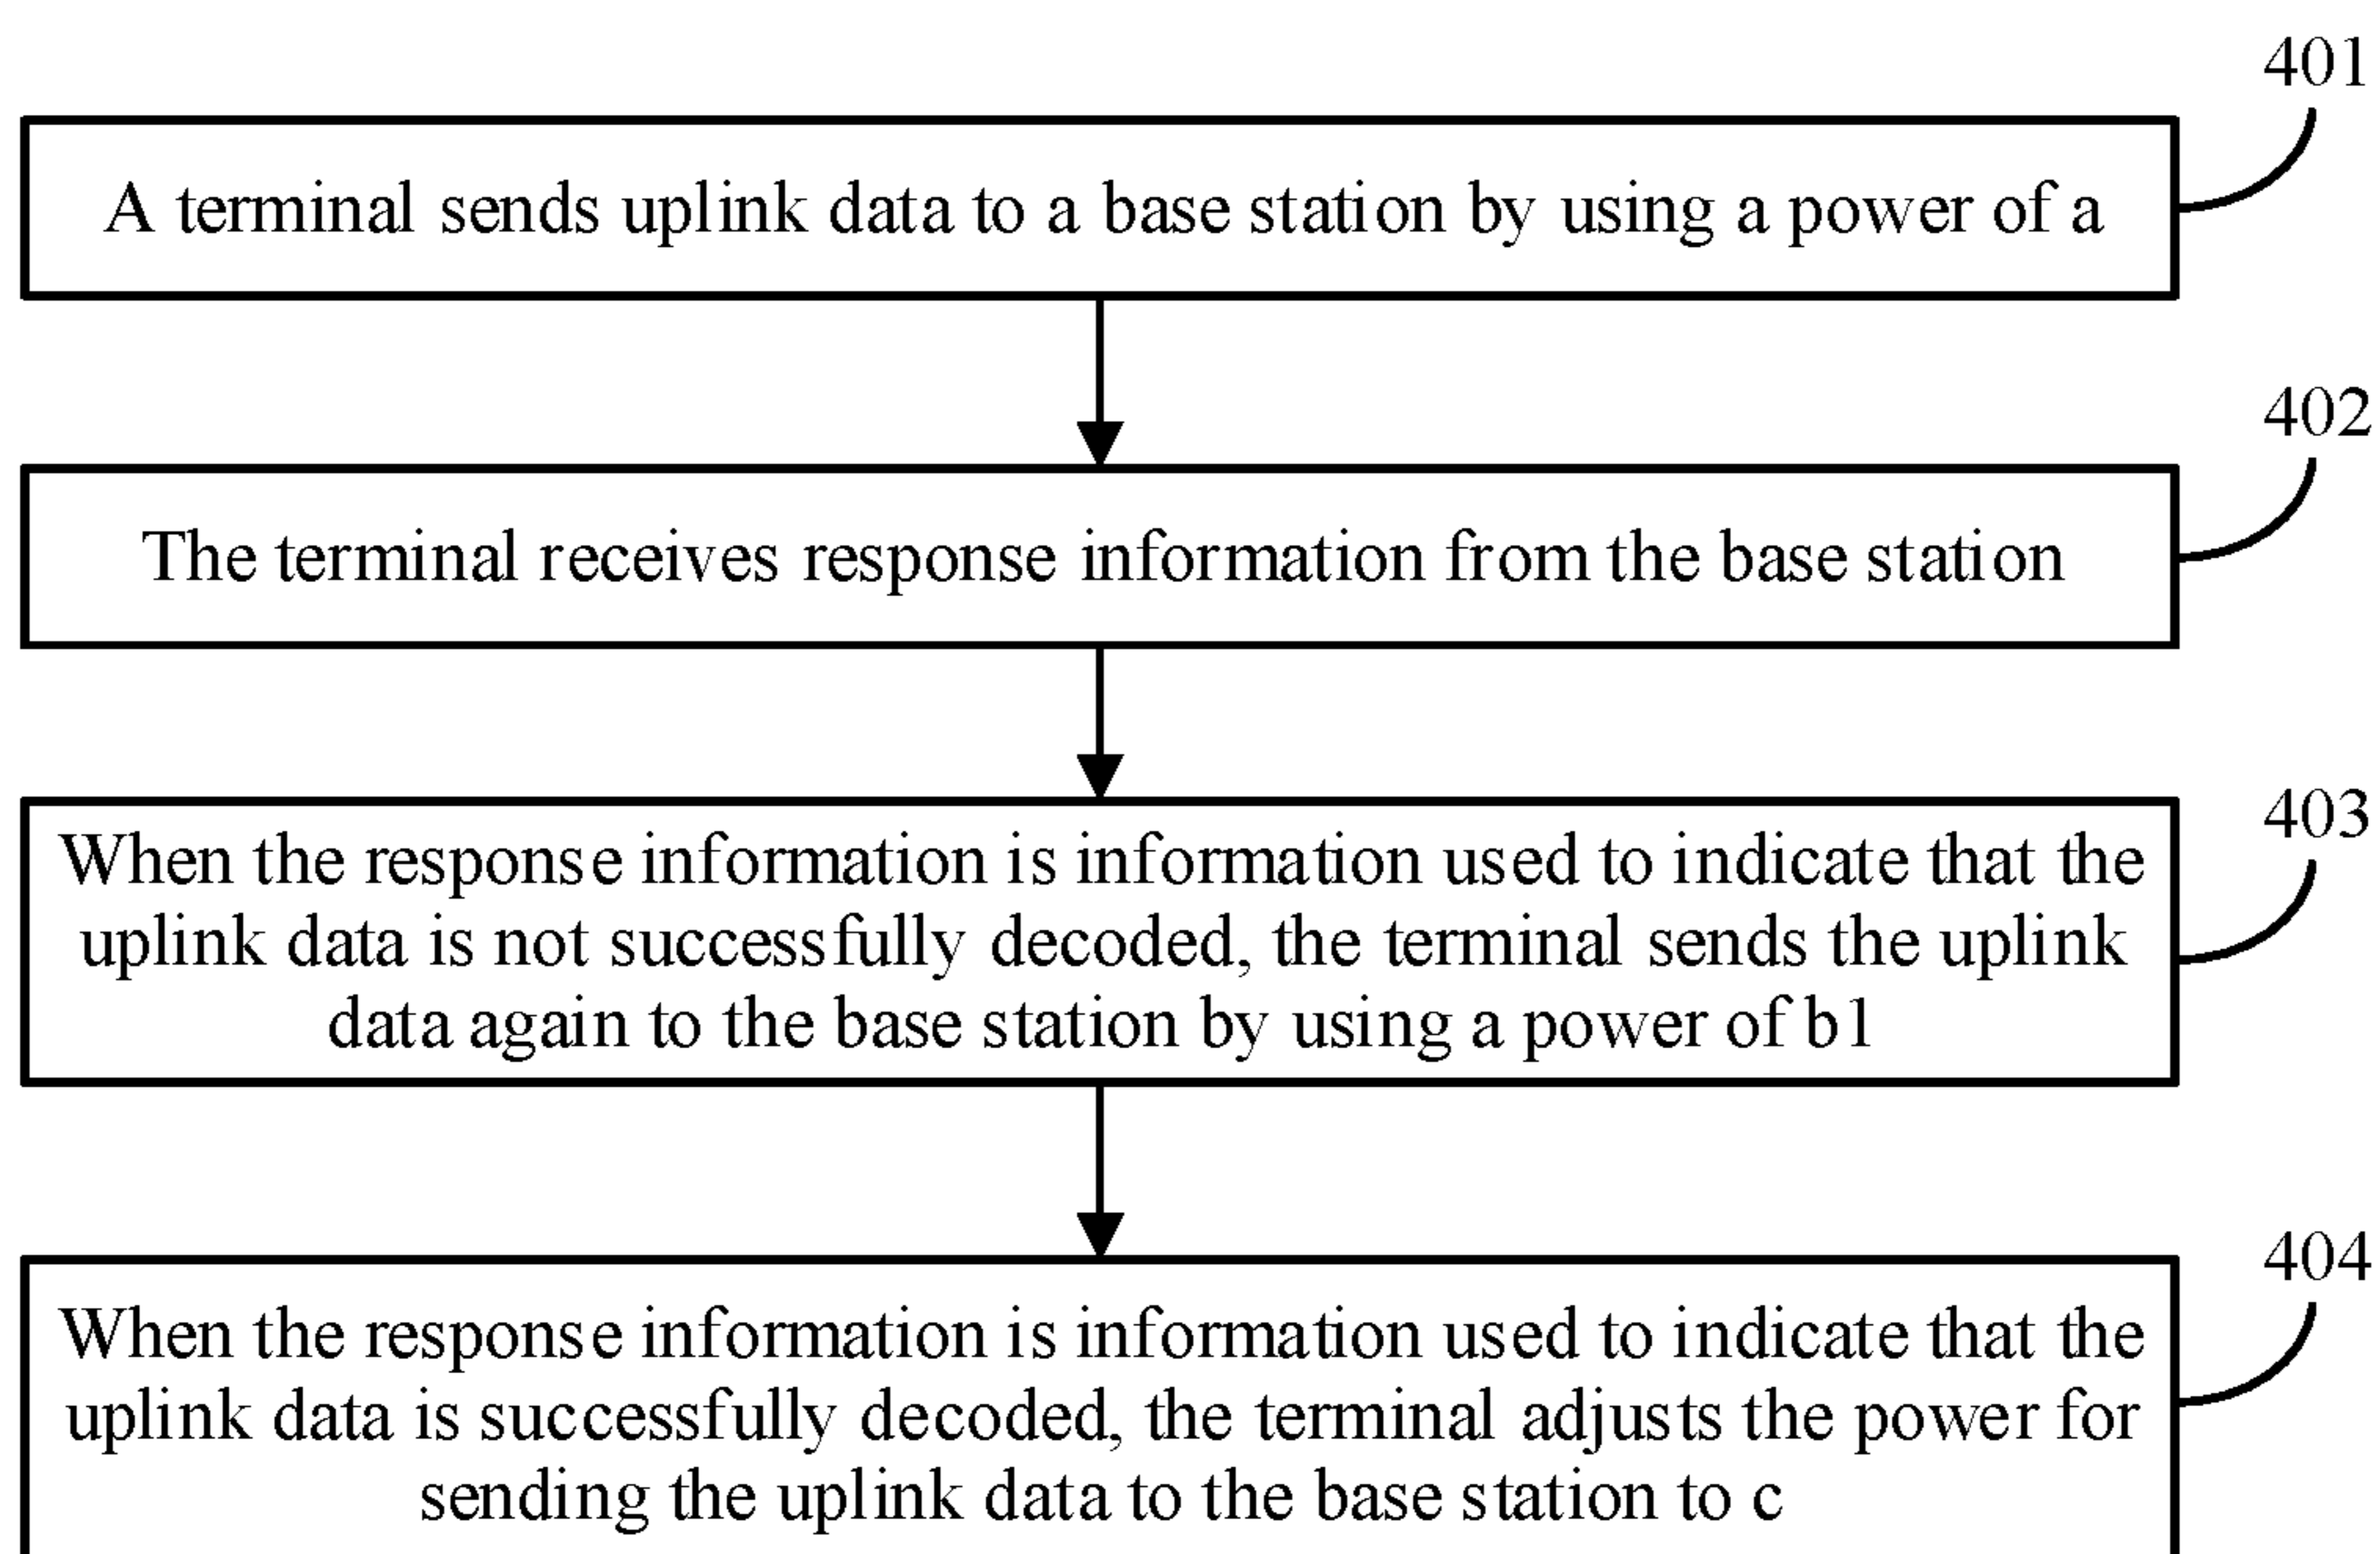 401
A terminal sends uplink data to a base station by using a power of a
402
The terminal receives response information from the base station
403
When the response information is information used to indicate that the
uplink data is not successfully decoded, the terminal sends the uplink
data again to the base station by using a power of b1
404
When the response information is information used to indicate that the
uplink data is successfully decoded, the terminal adjusts the power for
sending the uplink data to the base station to c